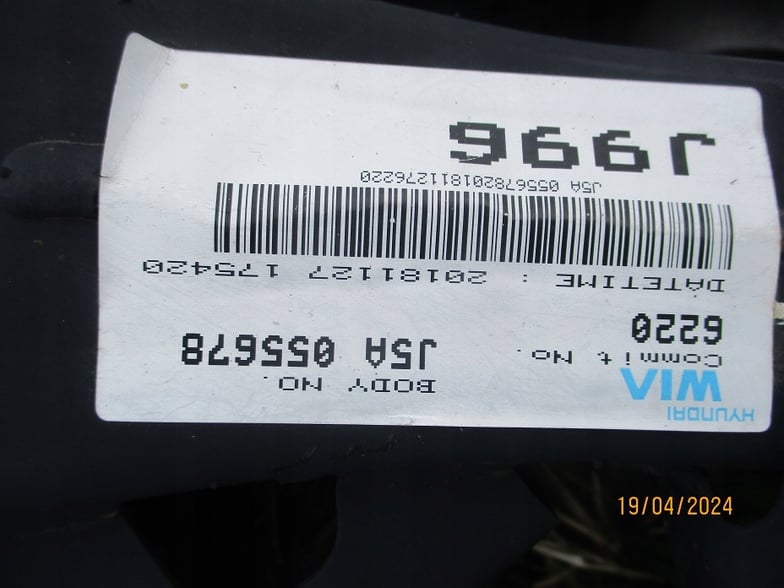 HYUNDAI
WIA
BODY NO.
J5A 055678
Commit No.
6220
DATETIME : 20181127 175420
J5A 055678201811276220
J996
19/04/2024